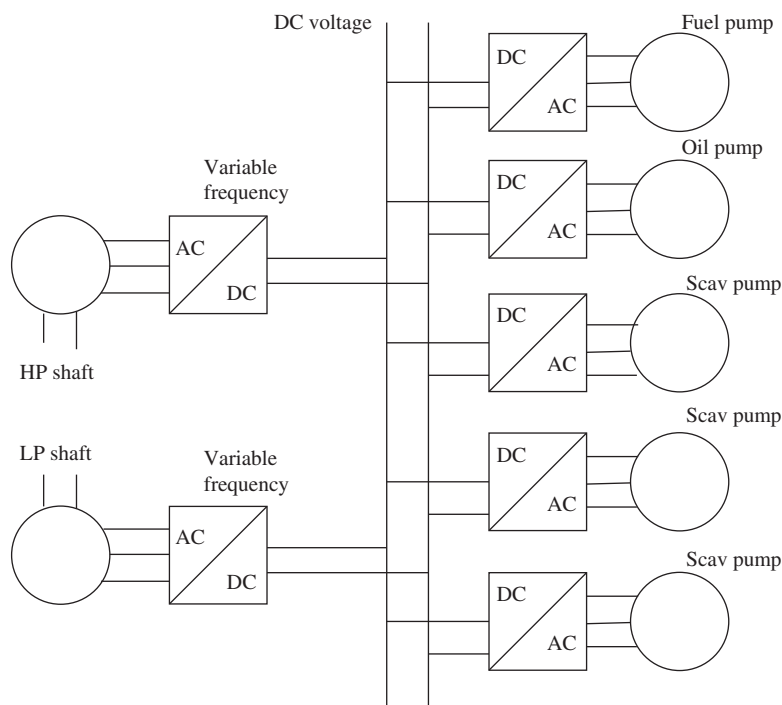 DC voltage
Fuel pump
DC
AC
Oil pump
DC
AC
Variable
frequency
AC
DC
HP shaft
Scav pump
DC
AC
LP shaft
Variable
frequency
AC
DC
Scav pump
DC
AC
Scav pump
DC
AC